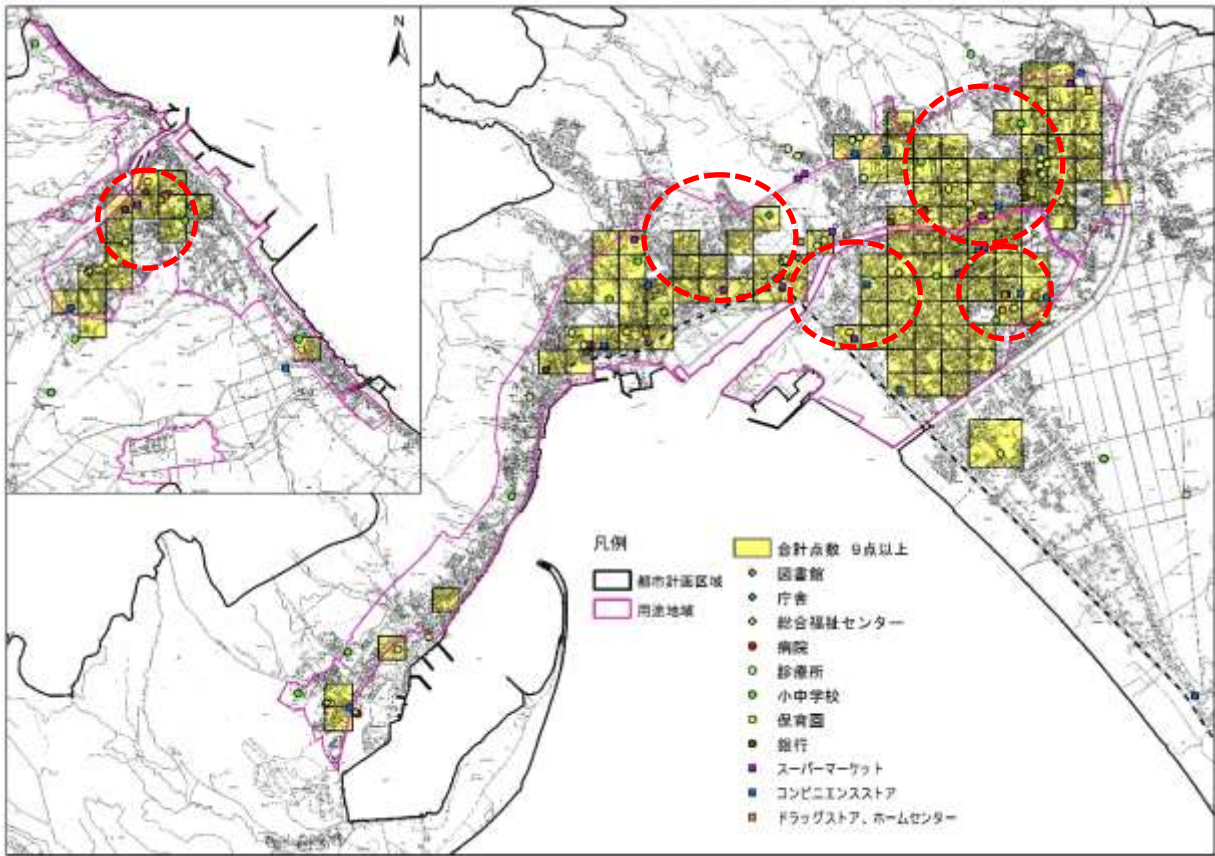 N
凡例
都市計画区域
用途地域
合計点数 9点以上
図書館
庁舎
総合福祉センター
病院
診療所
小中学校
保育園
銀行
スーパーマーケット
コンビニエンスストア
ドラッグストア、ホームセンター